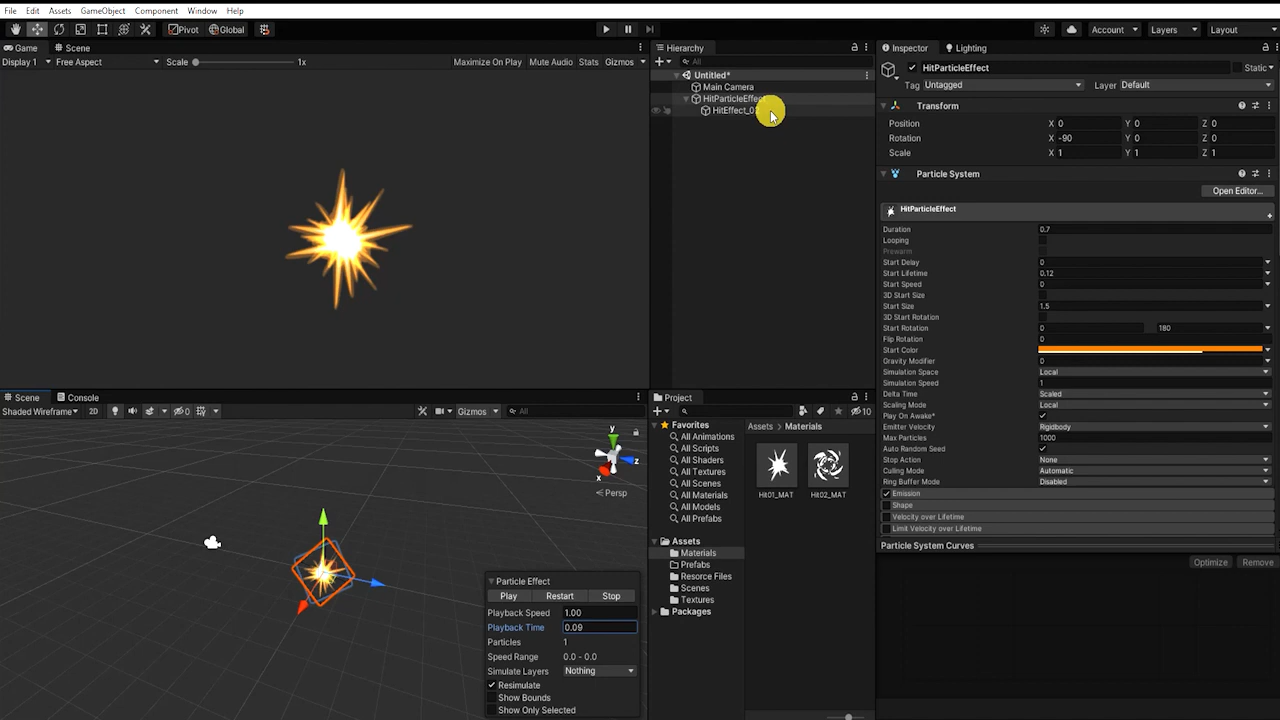 File Edit Assets GameObject Component Window Help
Pivot Global Account Layers Layout
Game Scene
Display 1 Free Aspect Scale 1x Maximize On Play Mute Audio Stats Gizmos
Hierarchy
All
Untitled*
Main Camera
HitParticleEffect
HitEffect_02
Inspector Lighting
HitParticleEffect Static
Tag Untagged Layer Default
Transform
Position X 0 Y 0 Z 0
Rotation X -90 Y 0 Z 0
Scale X 1 Y 1 Z 1
Particle System
Open Editor...
HitParticleEffect
Duration 0.7
Looping
Prewarm
Start Delay 0
Start Lifetime 0.12
Start Speed 0
3D Start Size
Start Size 1.5
3D Start Rotation
Start Rotation 0 180
Flip Rotation 0
Start Color
Gravity Modifier 0
Simulation Space Local
Simulation Speed 1
Delta Time Scaled
Scaling Mode Local
Play On Awake*
Emitter Velocity Rigidbody
Max Particles 1000
Auto Random Seed
Stop Action None
Culling Mode Automatic
Ring Buffer Mode Disabled
Emission
Shape
Velocity over Lifetime
Limit Velocity over Lifetime
Particle System Curves
Optimize Remove
Scene Console
Shaded Wireframe 2D 0 Gizmos All
y
z
x
Persp
Particle Effect
Play Restart Stop
Playback Speed 1.00
Playback Time 0.09
Particles 1
Speed Range 0.0 - 0.0
Simulate Layers Nothing
Resimulate
Show Bounds
Show Only Selected
Project
10
Favorites
All Animations
All Scripts
All Shaders
All Textures
All Scenes
All Materials
All Models
All Prefabs
Assets
Materials
Prefabs
Resorce Files
Scenes
Textures
Packages
Assets Materials
Hit01_MAT Hit02_MAT